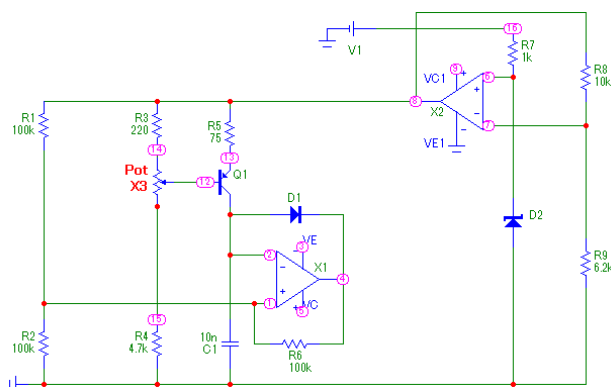 16
V1
R7
1k
R8
10k
VC1
9
6
8
X2
7
VE1
R1
100k
R3
220
R5
75
14
13
Pot
X3
12
Q1
D1
D2
VE
3
2
X1
4
1
VC
5
R9
6.2k
15
R2
100k
R4
4.7k
10n
C1
R6
100k